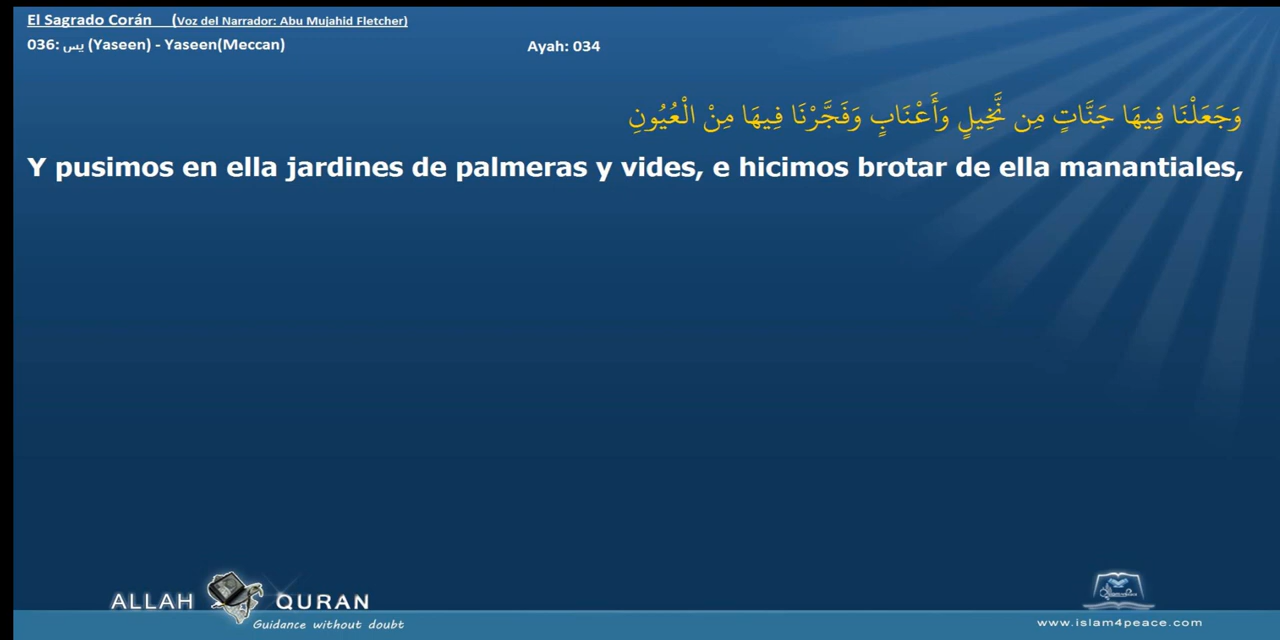 El Sagrado Corán (Voz del Narrador: Abu Mujahid Fletcher)
036: يس (Yaseen) - Yaseen(Meccan) Ayah: 034
وَجَعَلْنَا فِيهَا جَنَّاتٍ مِن نَّخِيلٍ وَأَعْنَابٍ وَفَجَّرْنَا فِيهَا مِنْ الْعُيُونِ
Y pusimos en ella jardines de palmeras y vides, e hicimos brotar de ella manantiales,
ALLAH QURAN
Guidance without doubt
www.islam4peace.com